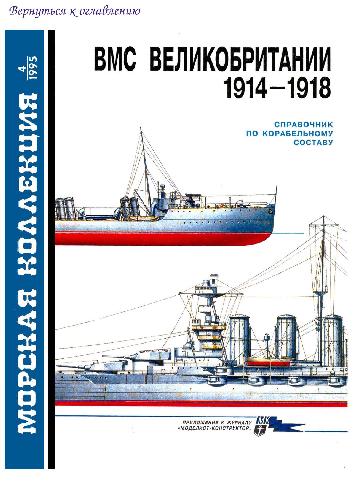 Вернуться к оглавлению
4
1995
МОРСКАЯ КОЛЛЕКЦИЯ
ВМС ВЕЛИКОБРИТАНИИ
1914–1918
СПРАВОЧНИК
ПО КОРАБЕЛЬНОМУ
СОСТАВУ
ПРИЛОЖЕНИЕ К ЖУРНАЛУ
«МОДЕЛИСТ-КОНСТРУКТОР»